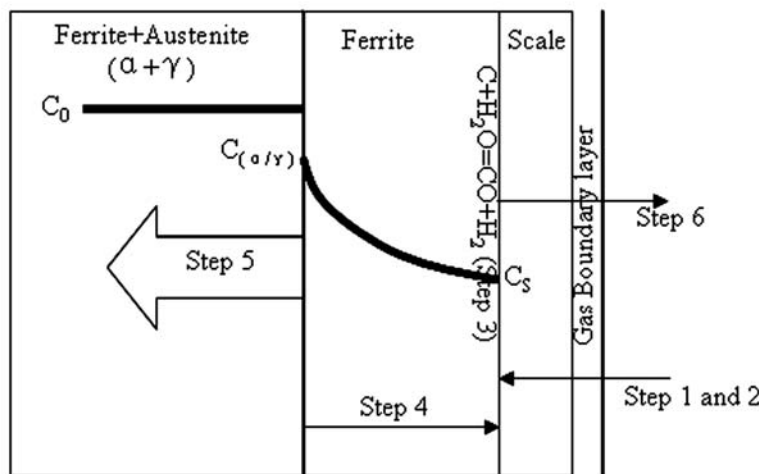 Ferrite+Austenite
(α+γ)
Ferrite
Scale
C₀
C₍α/γ₎
C+H₂O=CO+H₂ (Step 3)
Gas Boundary layer
Step 6
Step 5
Cₛ
Step 4
Step 1 and 2